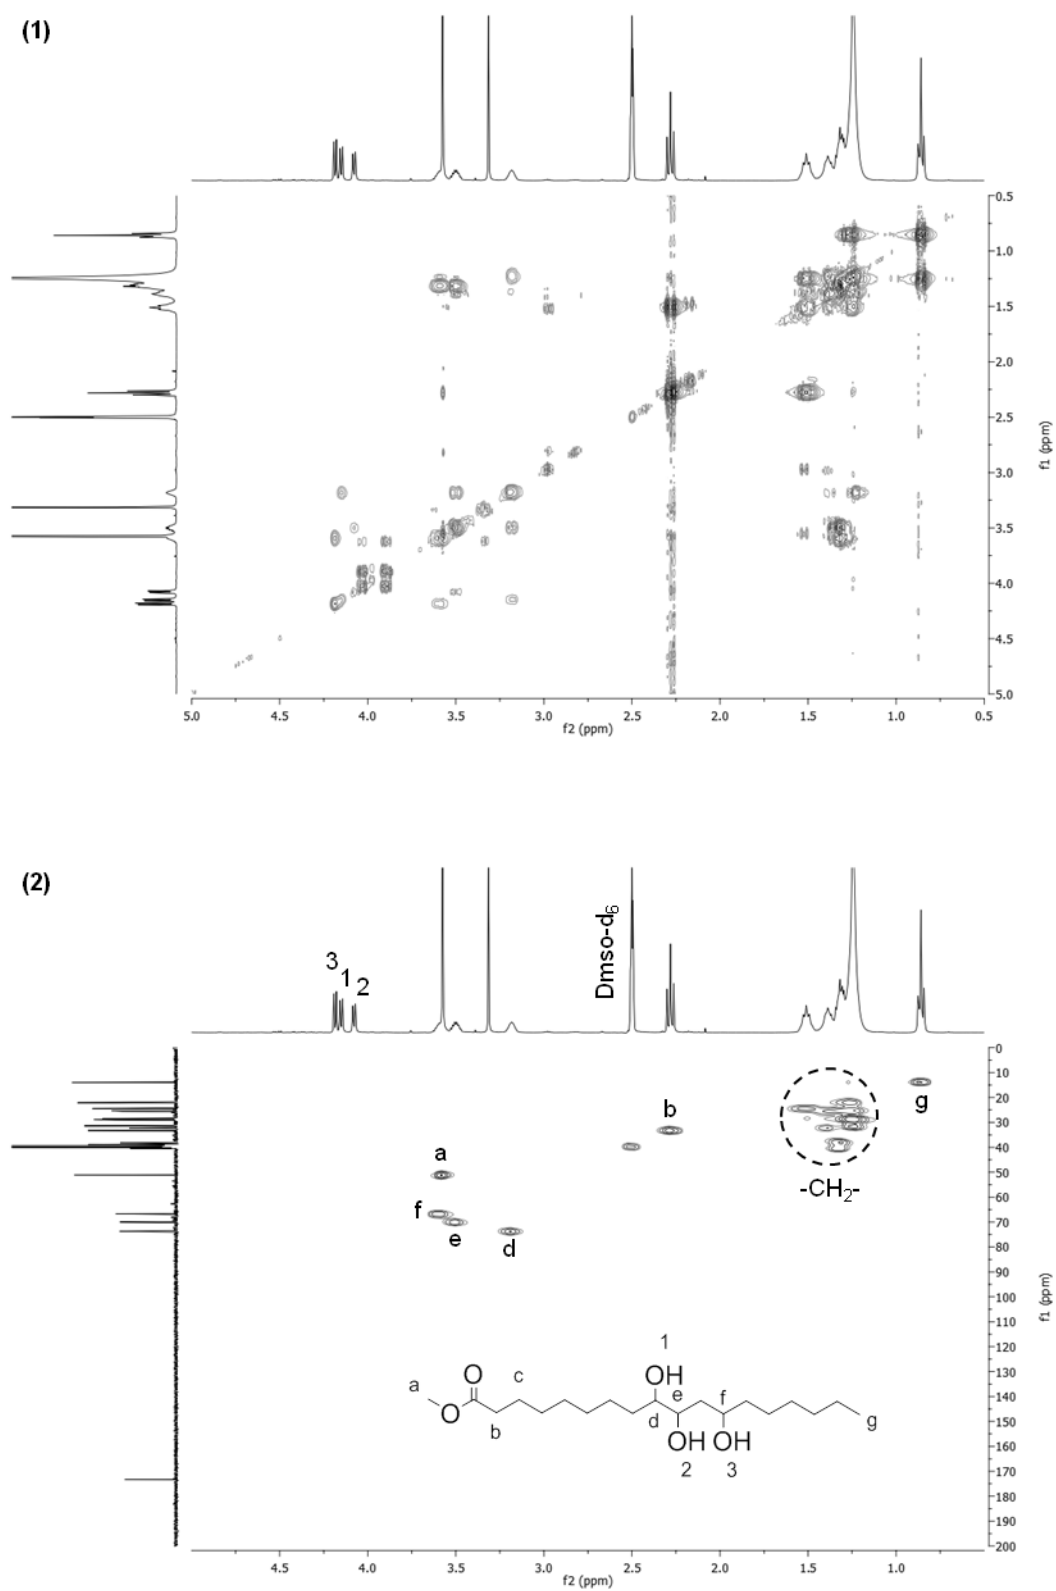 (1)
0.5
1.0
1.5
2.0
2.5
3.0
3.5
4.0
4.5
5.0
f1 (ppm)
5.0 4.5 4.0 3.5 3.0 2.5 2.0 1.5 1.0 0.5
f2 (ppm)
(2)
Dmso-d6
3
1
2
0
10
20
30
40
50
60
70
80
90
100
110
120
130
140
150
160
170
180
190
200
f1 (ppm)
g
b
a
-CH2-
f
e
d
1
O
OH
a
c
e
f
O
b
d
g
OH
OH
2
3
4.5 4.0 3.5 3.0 2.5 2.0 1.5 1.0
f2 (ppm)